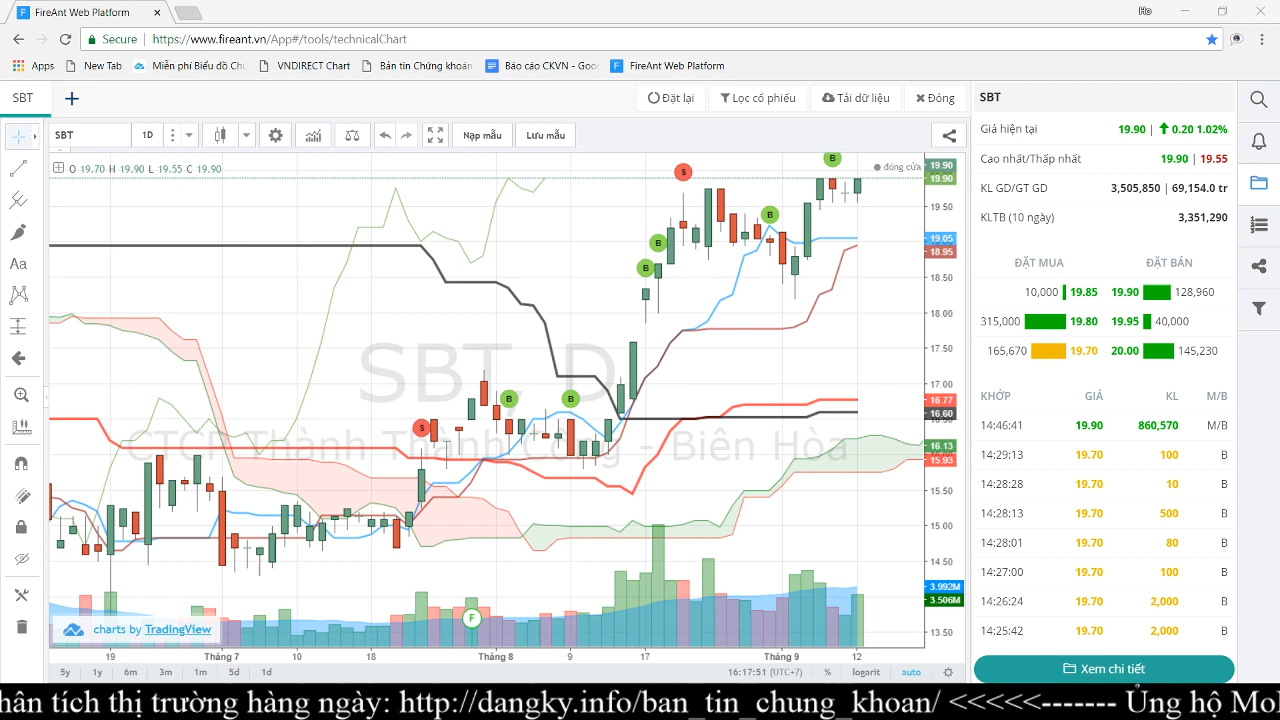 FireAnt Web Platform
Secure
https://www.fireant.vn/App#/tools/technicalChart
Apps New Tab Miễn phí Biểu đồ Chu VNDIRECT Chart Bản tin Chứng khoán Báo cáo CKVN - Goo FireAnt Web Platform
SBT
Đặt lại Lọc cổ phiếu Tải dữ liệu Đóng
SBT 1D Nạp mẫu Lưu mẫu
O 19.70 H 19.90 L 19.55 C 19.90
đóng cửa
S
B
B
B
B
S
B
B
F
SBT, D
CTCP Thành Thành Công - Biên Hòa
19.90
19.90
19.50
19.05
18.95
18.50
18.00
17.50
17.00
16.77
16.60
16.13
15.93
15.50
15.00
14.50
3.992M
3.506M
13.50
charts by TradingView
19 Tháng 7 10 18 Tháng 8 9 17 Tháng 9 12
5y 1y 6m 3m 1m 5d 1d 16:17:51 (UTC+7) % logarit auto
SBT
Giá hiện tại 19.90 | 0.20 1.02%
Cao nhất/Thấp nhất 19.90 | 19.55
KL GD/GT GD 3,505,850 | 69,154.0 tr
KLTB (10 ngày) 3,351,290
ĐẶT MUA ĐẶT BÁN
10,000 19.85 19.90 128,960
315,000 19.80 19.95 40,000
165,670 19.70 20.00 145,230
KHỚP GIÁ KL M/B
14:46:41 19.90 860,570 M/B
14:29:13 19.70 100 B
14:28:28 19.70 10 B
14:28:13 19.70 500 B
14:28:01 19.70 80 B
14:27:00 19.70 100 B
14:26:24 19.70 2,000 B
14:25:42 19.70 2,000 B
Xem chi tiết
hân tích thị trường hàng ngày: http://dangky.info/ban_tin_chung_khoan/ <<<<<------- Ủng hộ Mo